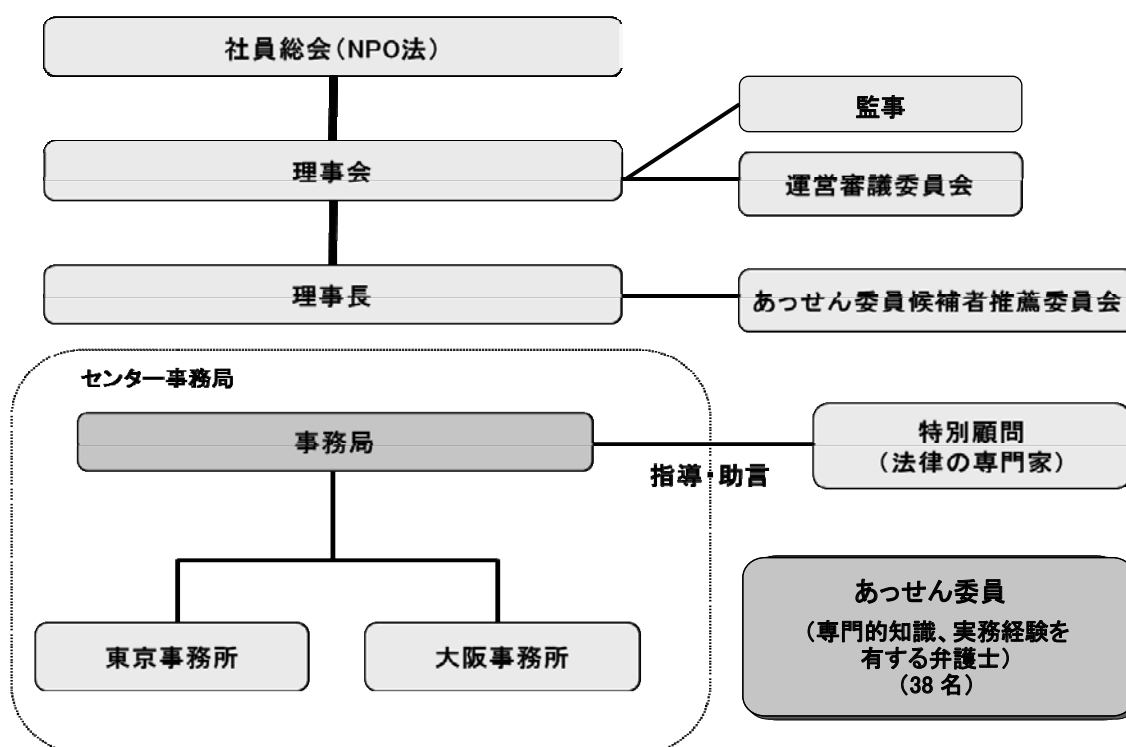 社員総会(NPO法)
監事
理事会
運営審議委員会
理事長
あっせん委員候補者推薦委員会
センター事務局
事務局
特別顧問
(法律の専門家)
指導・助言
東京事務所
大阪事務所
あっせん委員
(専門的知識、実務経験を
有する弁護士)
(38 名)